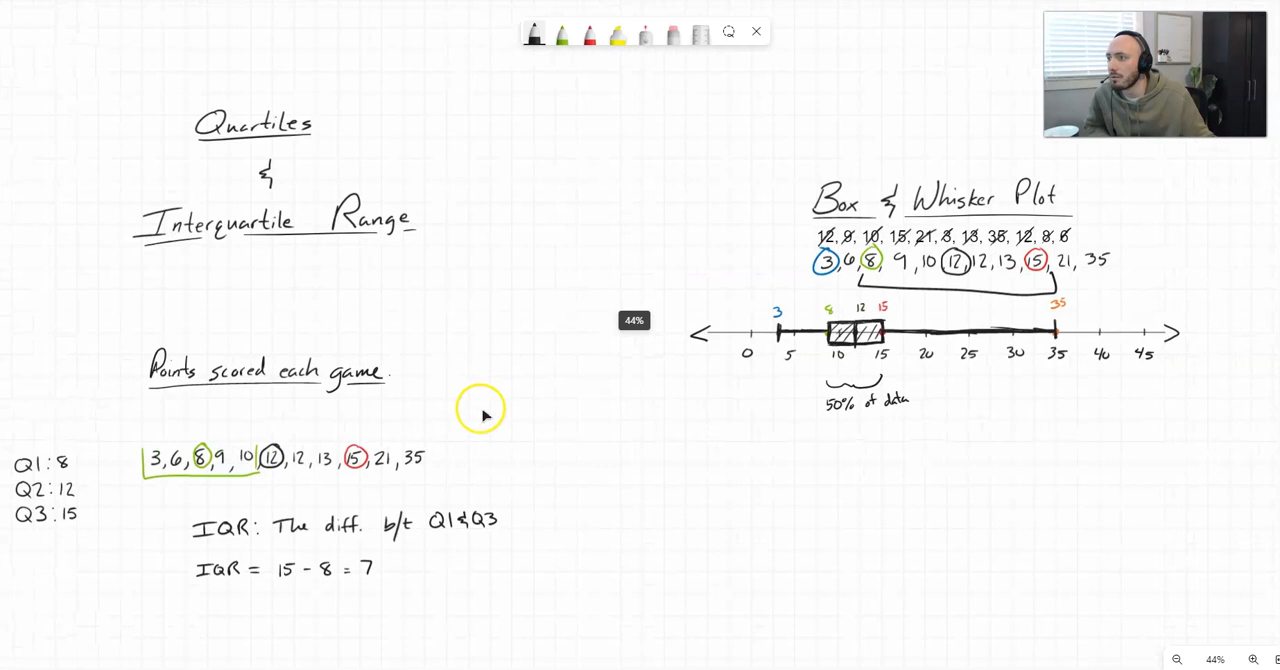 Quartiles
&
Interquartile Range
Points scored each game
3, 6, 8, 9, 10, 12, 12, 13, 15, 21, 35
Q1: 8
Q2: 12
Q3: 15
IQR: The diff. b/t Q1 & Q3
IQR = 15 - 8 = 7
44%
Box & Whisker Plot
12, 9, 10, 15, 21, 3, 13, 35, 12, 8, 6
3, 6, 8, 9, 10, 12, 12, 13, 15, 21, 35
3 8 12 15 35
0 5 10 15 20 25 30 35 40 45
50% of data
44%